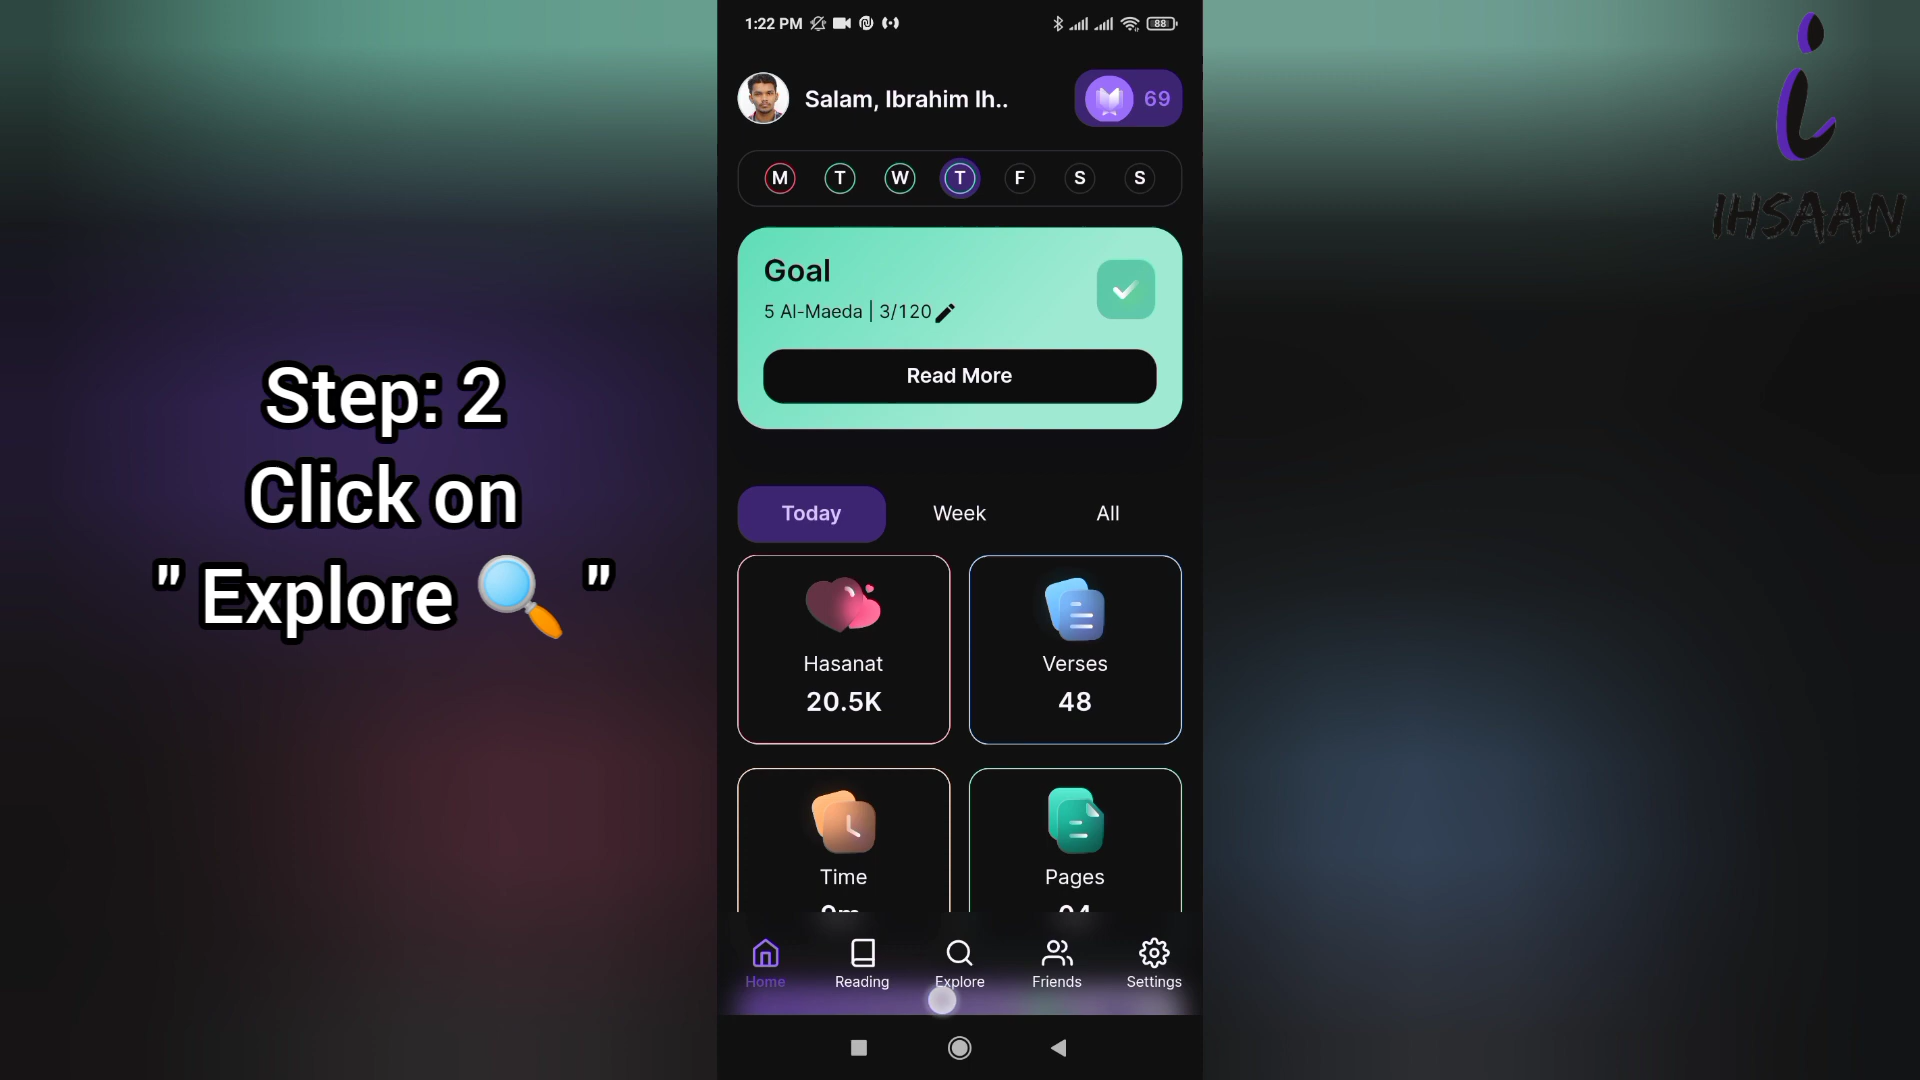 1:22 PM
88
Salam, Ibrahim Ih..
69
M T W T F S S
Goal
5 Al-Maeda | 3/120
Read More
Today Week All
Hasanat
20.5K
Verses
48
Time
Pages
Home Reading Explore Friends Settings
Step: 2
Click on
" Explore 🔍 "
IHSAAN